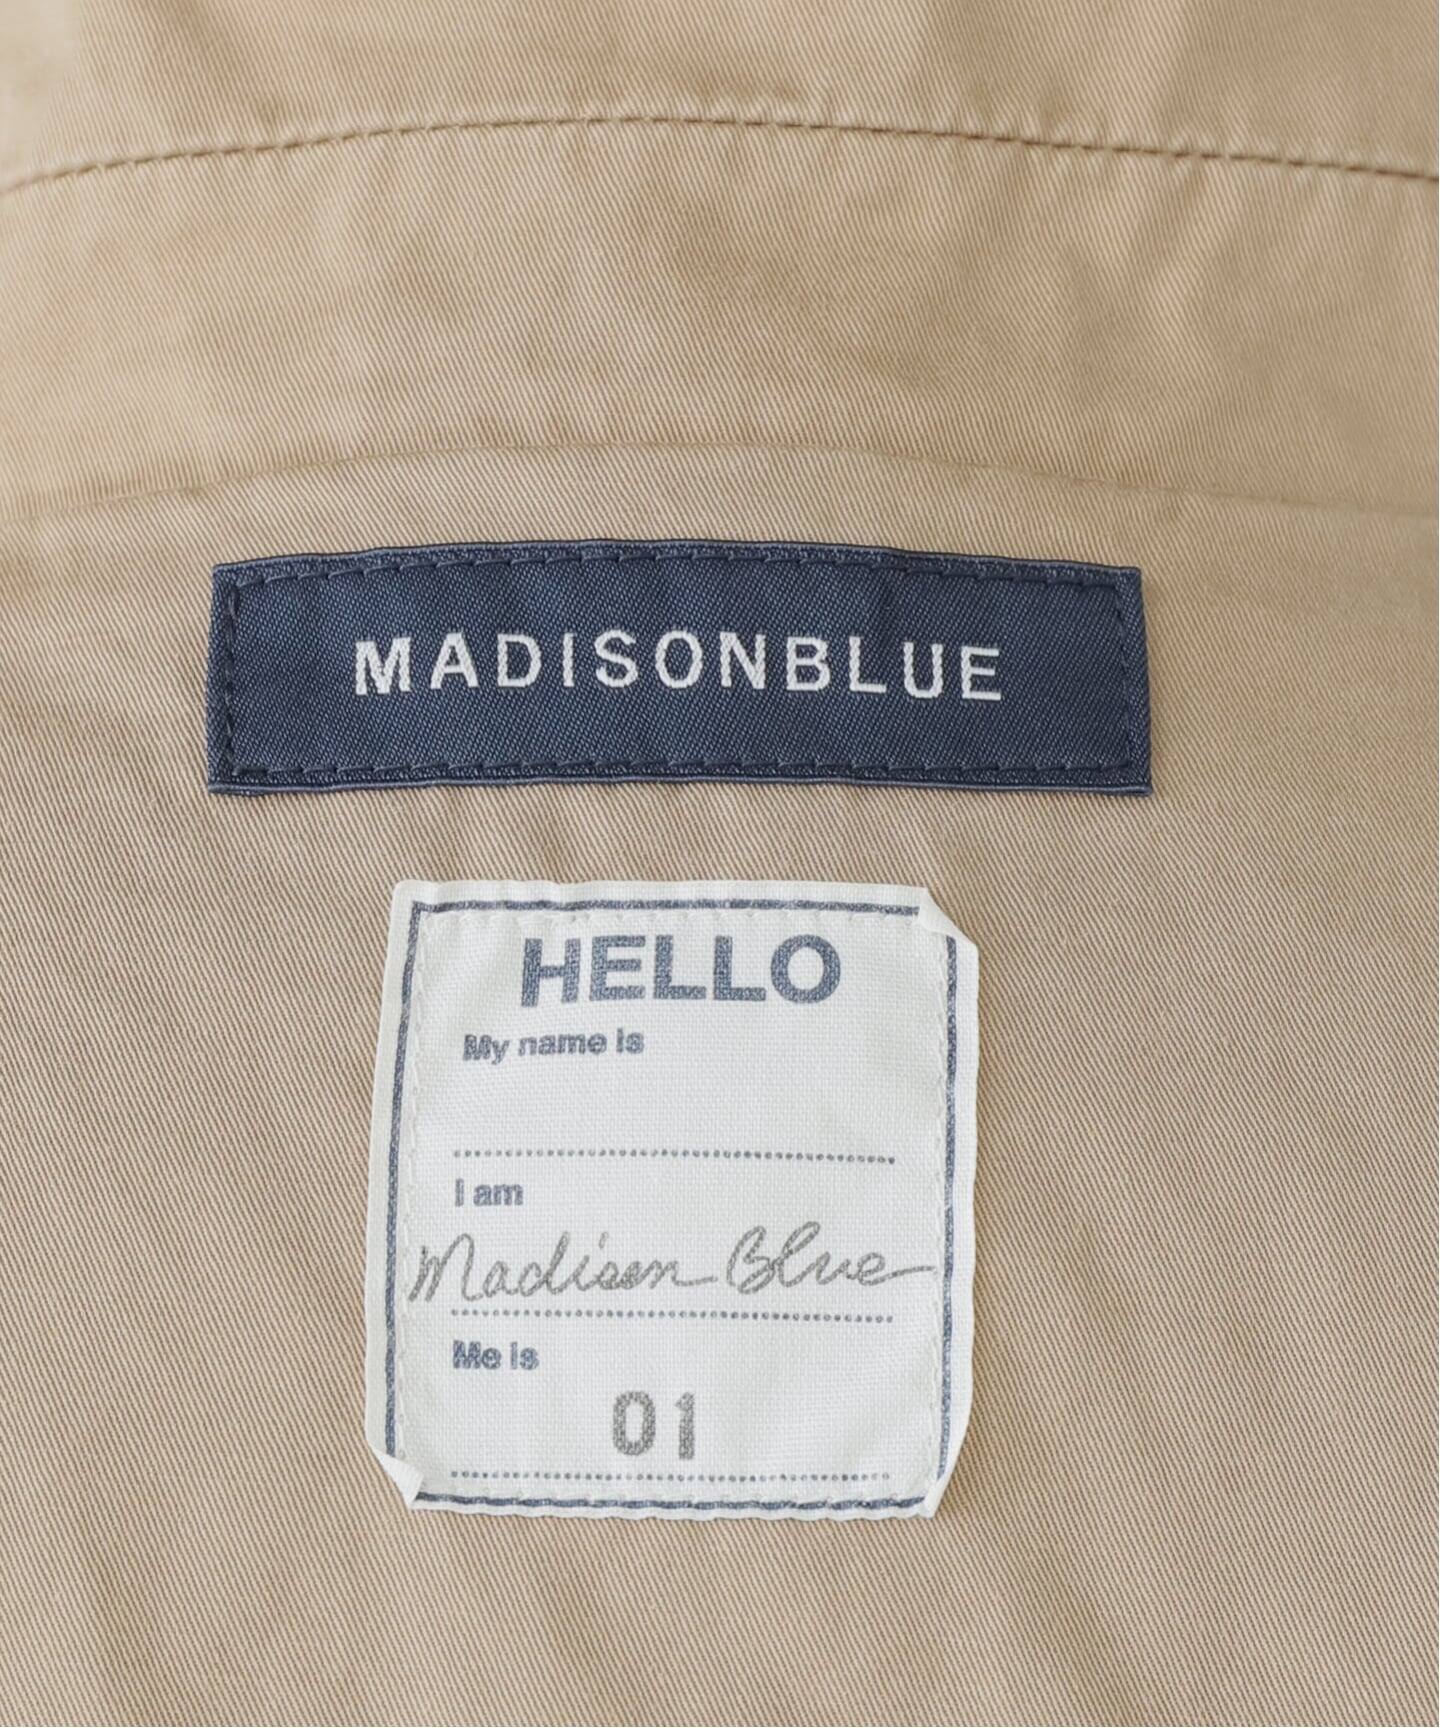 MADISONBLUE
HELLO
My name is
I am
Madison Blue
Me is
01